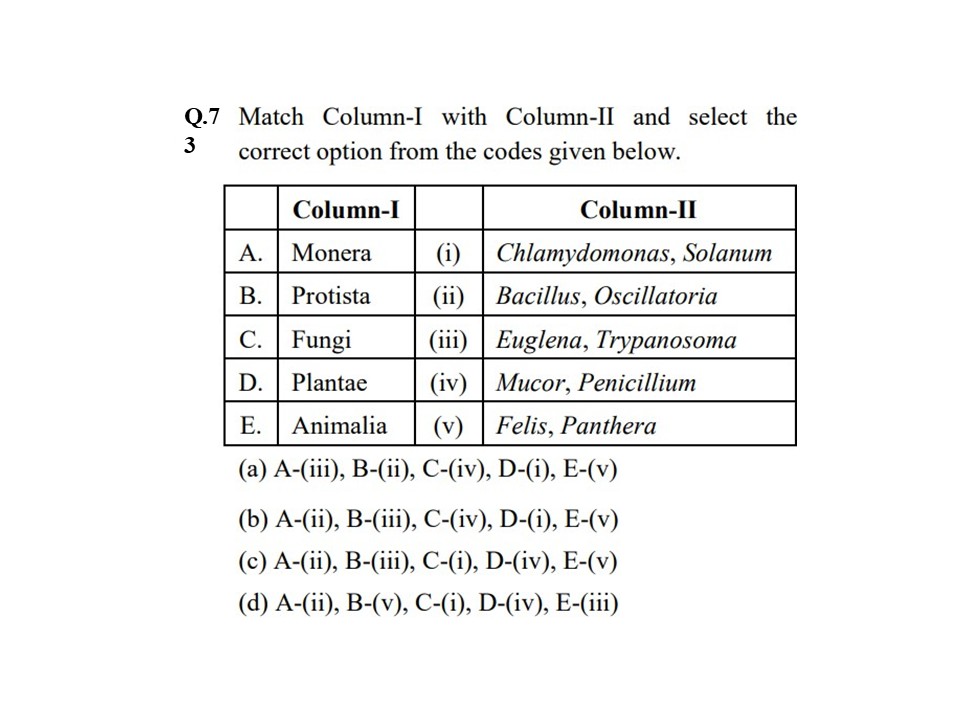 Q.7 Match Column-I with Column-II and select the
3 correct option from the codes given below.
Column-I Column-II
A. Monera (i) Chlamydomonas, Solanum
B. Protista (ii) Bacillus, Oscillatoria
C. Fungi (iii) Euglena, Trypanosoma
D. Plantae (iv) Mucor, Penicillium
E. Animalia (v) Felis, Panthera
(a) A-(iii), B-(ii), C-(iv), D-(i), E-(v)
(b) A-(ii), B-(iii), C-(iv), D-(i), E-(v)
(c) A-(ii), B-(iii), C-(i), D-(iv), E-(v)
(d) A-(ii), B-(v), C-(i), D-(iv), E-(iii)